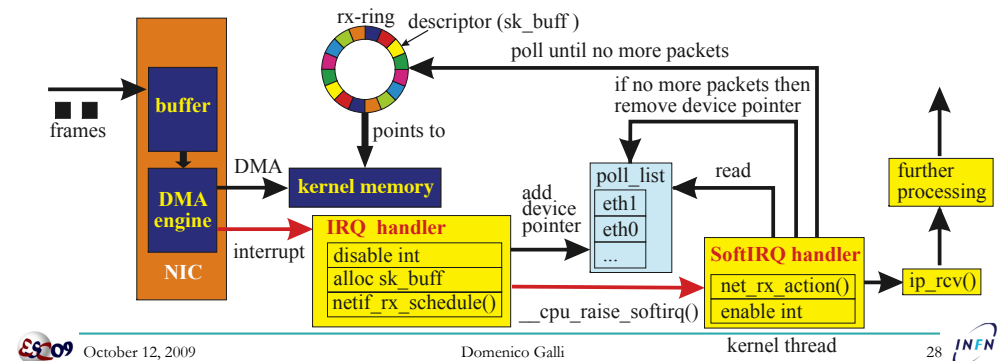 rx-ring
descriptor (sk_buff )
poll until no more packets
frames
buffer
DMA
engine
NIC
DMA
interrupt
points to
kernel memory
IRQ handler
disable int
alloc sk_buff
netif_rx_schedule()
add
device
pointer
poll_list
eth1
eth0
...
if no more packets then
remove device pointer
read
__cpu_raise_softirq()
SoftIRQ handler
net_rx_action()
enable int
kernel thread
ip_rcv()
further
processing
ESC09
October 12, 2009
Domenico Galli
28
INFN